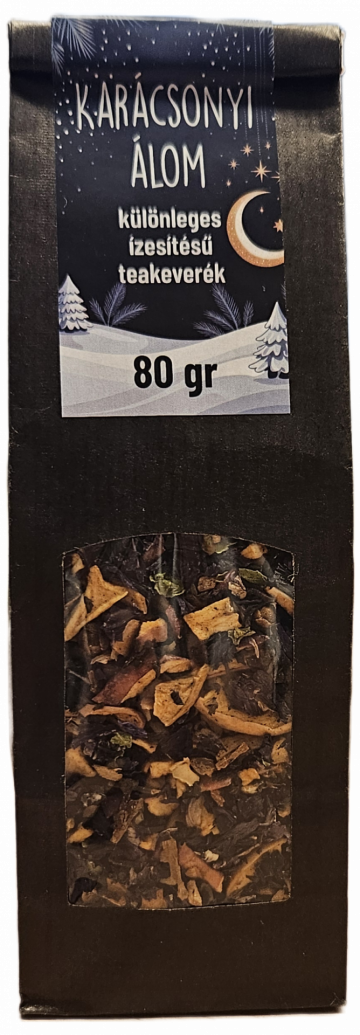 KARÁCSONYI
ÁLOM
különleges
ízesítésű
teakeverék
80 gr